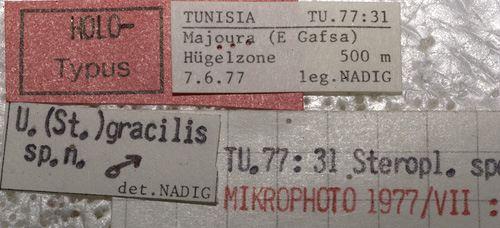 HOLO-
Typus
TUNISIA TU.77:31
Majoura (E Gafsa)
Hügelzone 500 m
7.6.77 leg.NADIG
U.(St.)gracilis
sp.n. ♂
det.NADIG
TU.77: 31 Steropl. spe
MIKROPHOTO 1977/VII :